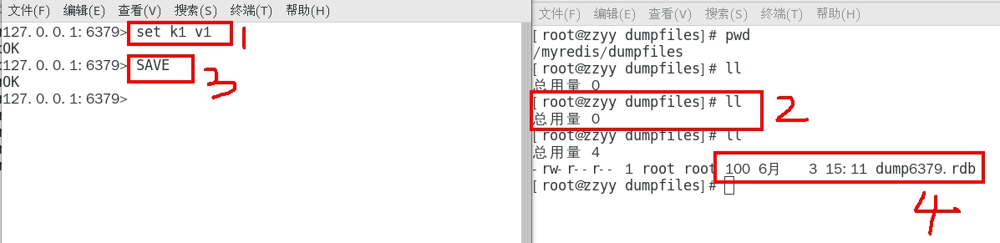 文件(F) 编辑(E) 查看(V) 搜索(S) 终端(T) 帮助(H)
127.0.0.1:6379> set k1 v1
OK
127.0.0.1:6379> SAVE
OK
127.0.0.1:6379>
1
3
文件(F) 编辑(E) 查看(V) 搜索(S) 终端(T) 帮助(H)
[root@zzyy dumpfiles]# pwd
/myredis/dumpfiles
[root@zzyy dumpfiles]# ll
总用量 0
[root@zzyy dumpfiles]# ll
总用量 0
[root@zzyy dumpfiles]# ll
总用量 4
-rw-r--r-- 1 root root 100 6月 3 15:11 dump6379.rdb
[root@zzyy dumpfiles]#
2
4